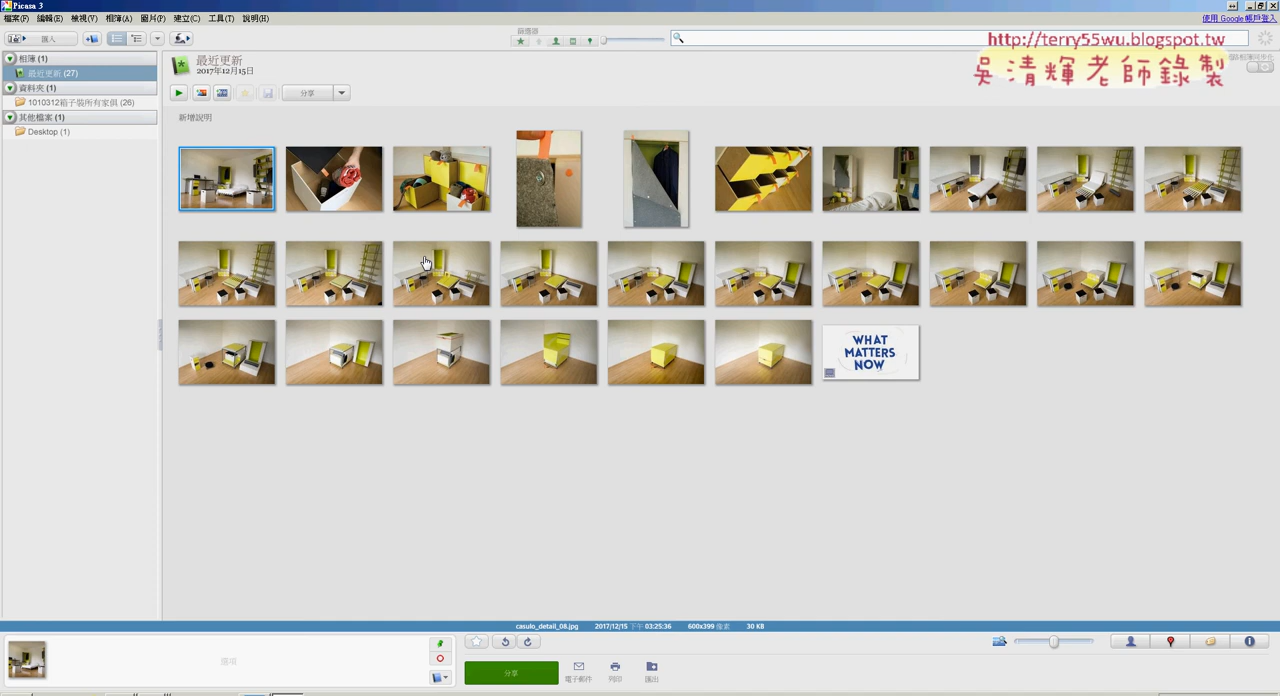 Picasa 3
檔案(F) 編輯(E) 檢視(V) 相簿(A) 圖片(P) 建立(C) 工具(T) 說明(H)
使用 Google 帳戶登入
匯入
篩選器
http://terry55wu.blogspot.tw
吳清輝老師錄製
相簿 (1)
最近更新 (27)
資料夾 (1)
1010312箱子裝所有家俱 (26)
其他檔案 (1)
Desktop (1)
最近更新
2017年12月15日
分享
新增說明
WHAT
MATTERS
NOW
casulo_detail_08.jpg 2017/12/15 下午 03:25:36 600x399 像素 30 KB
選項
分享
電子郵件
列印
匯出